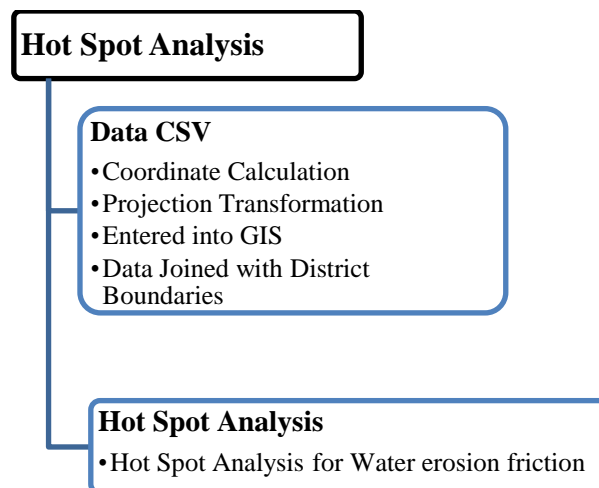 Hot Spot Analysis
Data CSV
•Coordinate Calculation
•Projection Transformation
•Entered into GIS
•Data Joined with District
Boundaries
Hot Spot Analysis
•Hot Spot Analysis for Water erosion friction